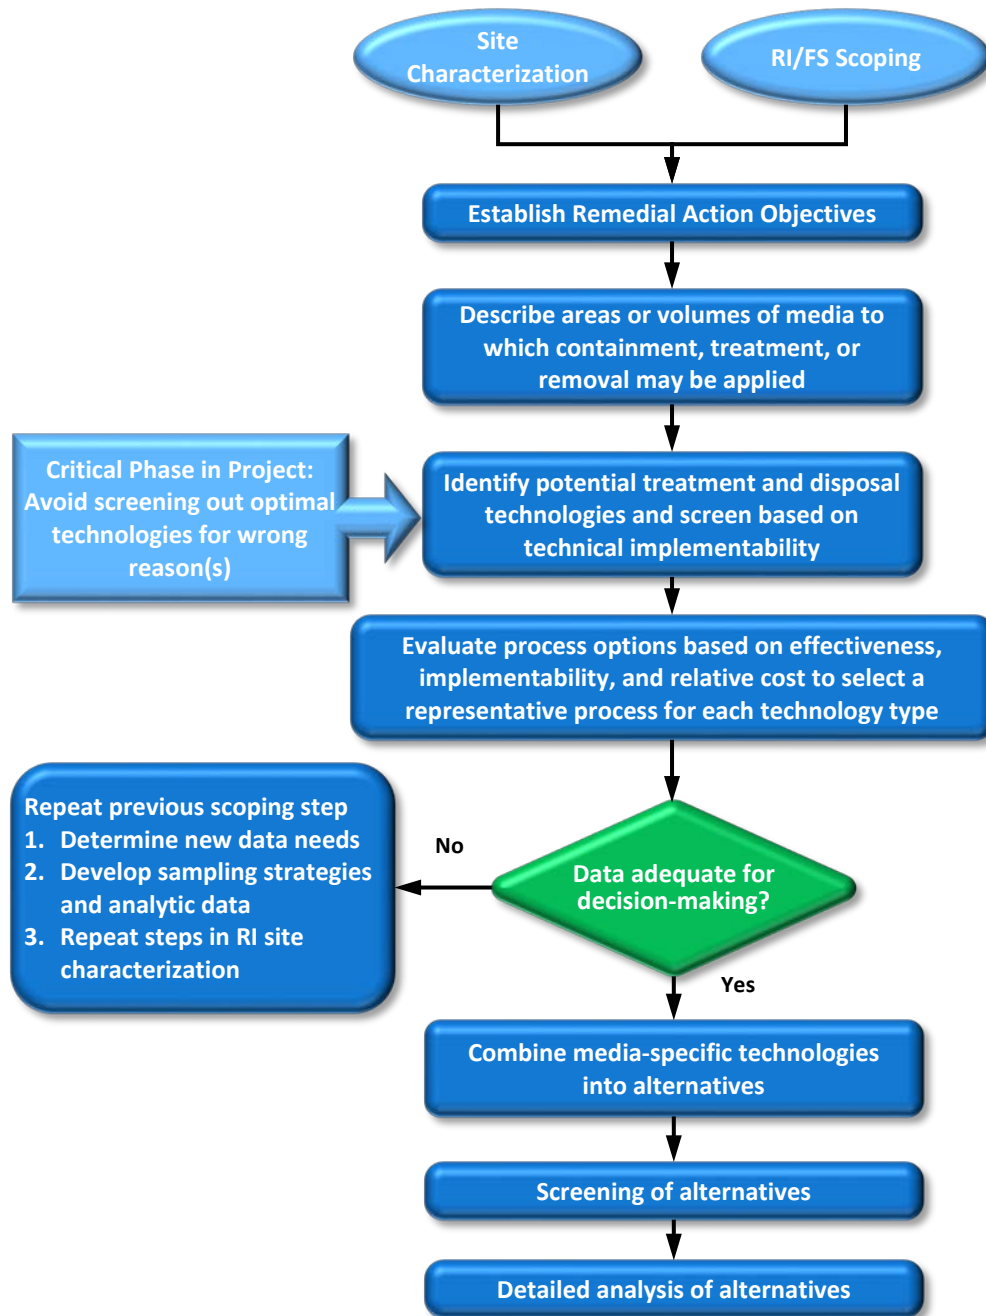 Site
Characterization
RI/FS Scoping
Establish Remedial Action Objectives
Describe areas or volumes of media to
which containment, treatment, or
removal may be applied
Critical Phase in Project:
Avoid screening out optimal
technologies for wrong
reason(s)
Identify potential treatment and disposal
technologies and screen based on
technical implementability
Evaluate process options based on effectiveness,
implementability, and relative cost to select a
representative process for each technology type
Repeat previous scoping step
1. Determine new data needs
2. Develop sampling strategies
and analytic data
3. Repeat steps in RI site
characterization
No
Data adequate for
decision-making?
Yes
Combine media-specific technologies
into alternatives
Screening of alternatives
Detailed analysis of alternatives